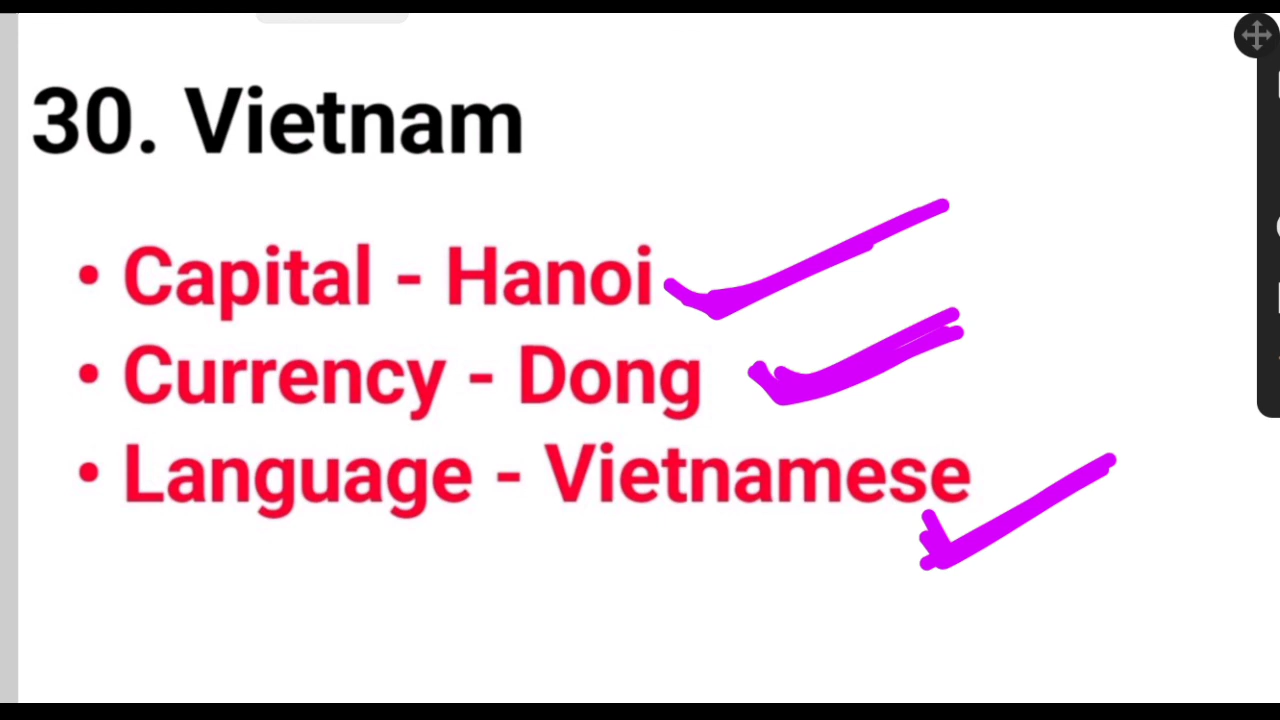 30. Vietnam
• Capital - Hanoi
• Currency - Dong
• Language - Vietnamese